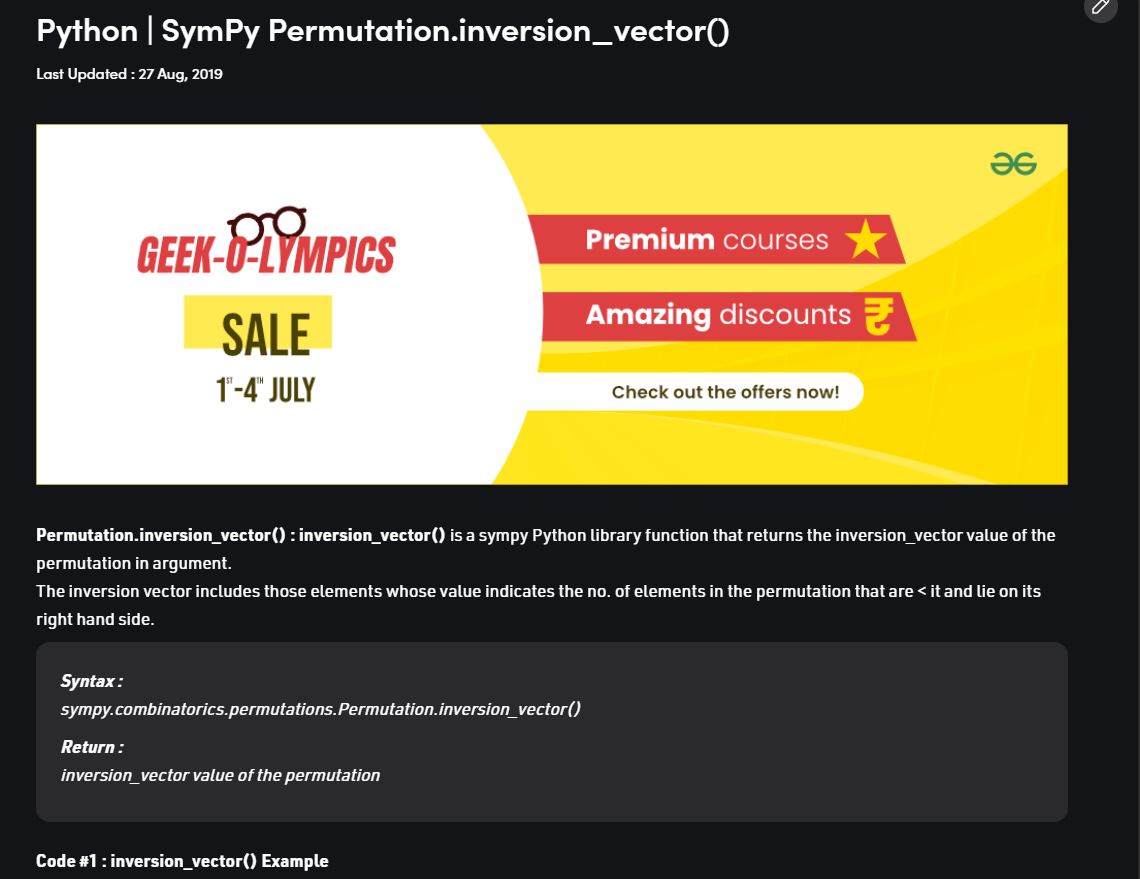 Python | SymPy Permutation.inversion_vector()
Last Updated : 27 Aug, 2019
GEEK-O-LYMPICS
SALE
1ST-4TH JULY
Premium courses
Amazing discounts ₹
Check out the offers now!
Permutation.inversion_vector() : inversion_vector() is a sympy Python library function that returns the inversion_vector value of the
permutation in argument.
The inversion vector includes those elements whose value indicates the no. of elements in the permutation that are < it and lie on its
right hand side.
Syntax :
sympy.combinatorics.permutations.Permutation.inversion_vector()
Return :
inversion_vector value of the permutation
Code #1 : inversion_vector() Example